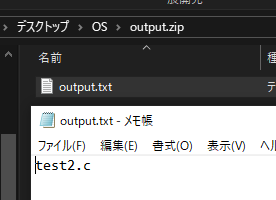 デスクトップ > OS > output.zip
名前
output.txt
output.txt - メモ帳
ファイル(F) 編集(E) 書式(O) 表示(V)
test2.c